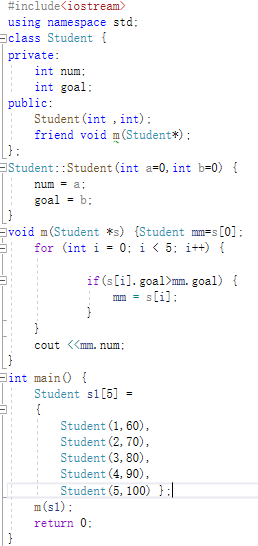 #include<iostream>
using namespace std;
class Student {
private:
    int num;
    int goal;
public:
    Student(int ,int);
    friend void m(Student*);
};
Student::Student(int a=0,int b=0) {
    num = a;
    goal = b;
}
void m(Student *s) {Student mm=s[0];
    for (int i = 0; i < 5; i++) {
            if(s[i].goal>mm.goal) {
                mm = s[i];
            }
    }
    cout <<mm.num;
}
int main() {
    Student s1[5] =
    {
        Student(1,60),
        Student(2,70),
        Student(3,80),
        Student(4,90),
        Student(5,100) };
    m(s1);
    return 0;
}